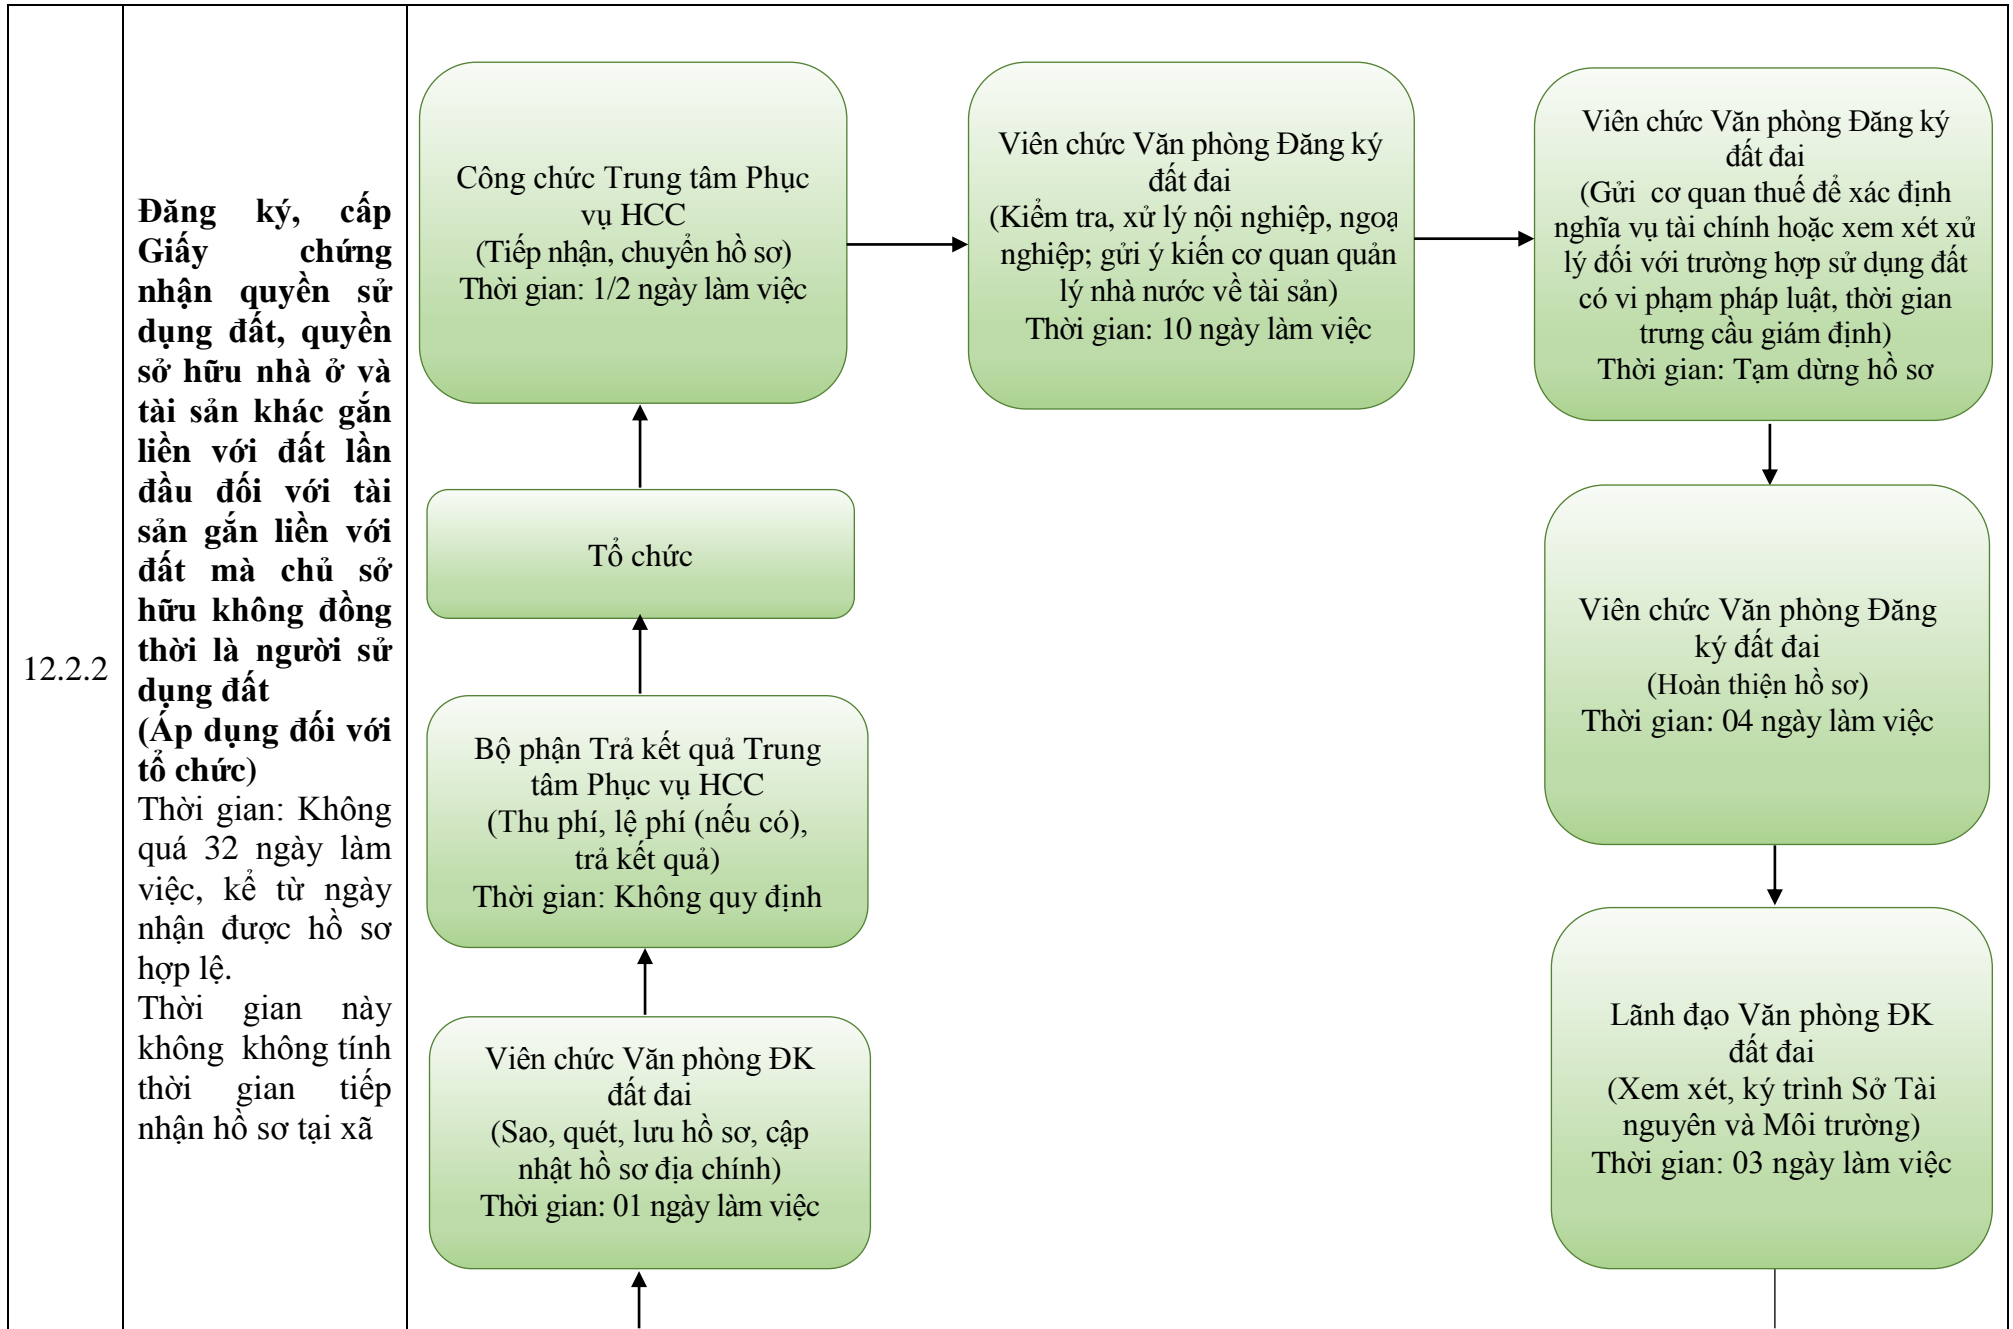 12.2.2
Đăng ký, cấp
Giấy chứng
nhận quyền sử
dụng đất, quyền
sở hữu nhà ở và
tài sản khác gắn
liền với đất lần
đầu đối với tài
sản gắn liền với
đất mà chủ sở
hữu không đồng
thời là người sử
dụng đất
(Áp dụng đối với
tổ chức)
Thời gian: Không
quá 32 ngày làm
việc, kể từ ngày
nhận được hồ sơ
hợp lệ.
Thời gian này
không không tính
thời gian tiếp
nhận hồ sơ tại xã
Công chức Trung tâm Phục
vụ HCC
(Tiếp nhận, chuyển hồ sơ)
Thời gian: 1/2 ngày làm việc
Viên chức Văn phòng Đăng ký
đất đai
(Kiểm tra, xử lý nội nghiệp, ngoạ
nghiệp; gửi ý kiến cơ quan quản
lý nhà nước về tài sản)
Thời gian: 10 ngày làm việc
Viên chức Văn phòng Đăng ký
đất đai
(Gửi cơ quan thuế để xác định
nghĩa vụ tài chính hoặc xem xét xử
lý đối với trường hợp sử dụng đất
có vi phạm pháp luật, thời gian
trưng cầu giám định)
Thời gian: Tạm dừng hồ sơ
Tổ chức
Viên chức Văn phòng Đăng
ký đất đai
(Hoàn thiện hồ sơ)
Thời gian: 04 ngày làm việc
Bộ phận Trả kết quả Trung
tâm Phục vụ HCC
(Thu phí, lệ phí (nếu có),
trả kết quả)
Thời gian: Không quy định
Lãnh đạo Văn phòng ĐK
đất đai
(Xem xét, ký trình Sở Tài
nguyên và Môi trường)
Thời gian: 03 ngày làm việc
Viên chức Văn phòng ĐK
đất đai
(Sao, quét, lưu hồ sơ, cập
nhật hồ sơ địa chính)
Thời gian: 01 ngày làm việc